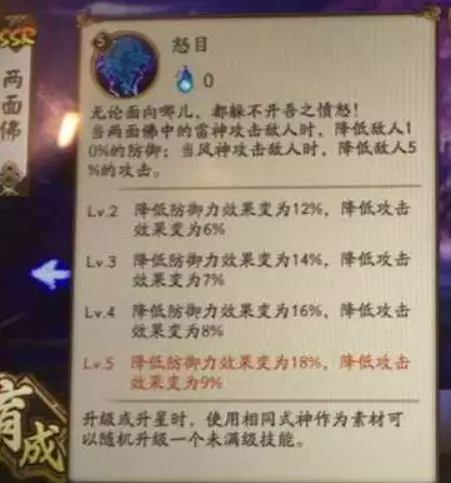 SSR
两面佛
5
怒目
0
无论面向哪儿，都躲不开吾之愤怒！
当两面佛中的雷神攻击敌人时，降低敌人10%的防御；当风神攻击敌人时，降低敌人5%的攻击。
Lv.2 降低防御力效果变为12%，降低攻击
效果变为6%
Lv.3 降低防御力效果变为14%，降低攻击
效果变为7%
Lv.4 降低防御力效果变为16%，降低攻击
效果变为8%
Lv.5 降低防御力效果变为18%，降低攻击
效果变为9%
升级或升星时，使用相同式神作为素材可
以随机升级一个未满级技能。
育成